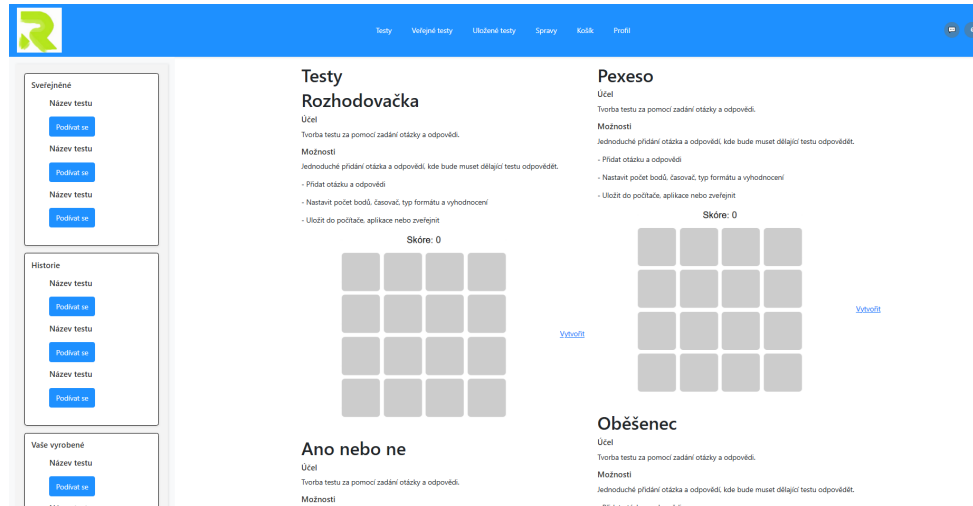 Testy
Veřejné testy
Uložené testy
Spravy
Košík
Profil
Sveřejněné
Název testu
Podívat se
Název testu
Podívat se
Název testu
Podívat se
Historie
Název testu
Podívat se
Název testu
Podívat se
Název testu
Podívat se
Vaše vyrobené
Název testu
Podívat se
Testy
Rozhodovačka
Účel
Tvorba testu za pomocí zadání otázky a odpovědi.
Možnosti
Jednoduché přidání otázka a odpovědí, kde bude muset dělající testu odpovědět.
- Přidat otázku a odpovědi
- Nastavit počet bodů, časovač, typ formátu a vyhodnocení
- Uložit do počítače, aplikace nebo zveřejnit
Skóre: 0
Vytvořit
Ano nebo ne
Účel
Tvorba testu za pomocí zadání otázky a odpovědi.
Možnosti
Pexeso
Účel
Tvorba testu za pomocí zadání otázky a odpovědi.
Možnosti
Jednoduché přidání otázka a odpovědí, kde bude muset dělající testu odpovědět.
- Přidat otázku a odpovědi
- Nastavit počet bodů, časovač, typ formátu a vyhodnocení
- Uložit do počítače, aplikace nebo zveřejnit
Skóre: 0
Vytvořit
Oběšenec
Účel
Tvorba testu za pomocí zadání otázky a odpovědi.
Možnosti
Jednoduché přidání otázka a odpovědí, kde bude muset dělající testu odpovědět.